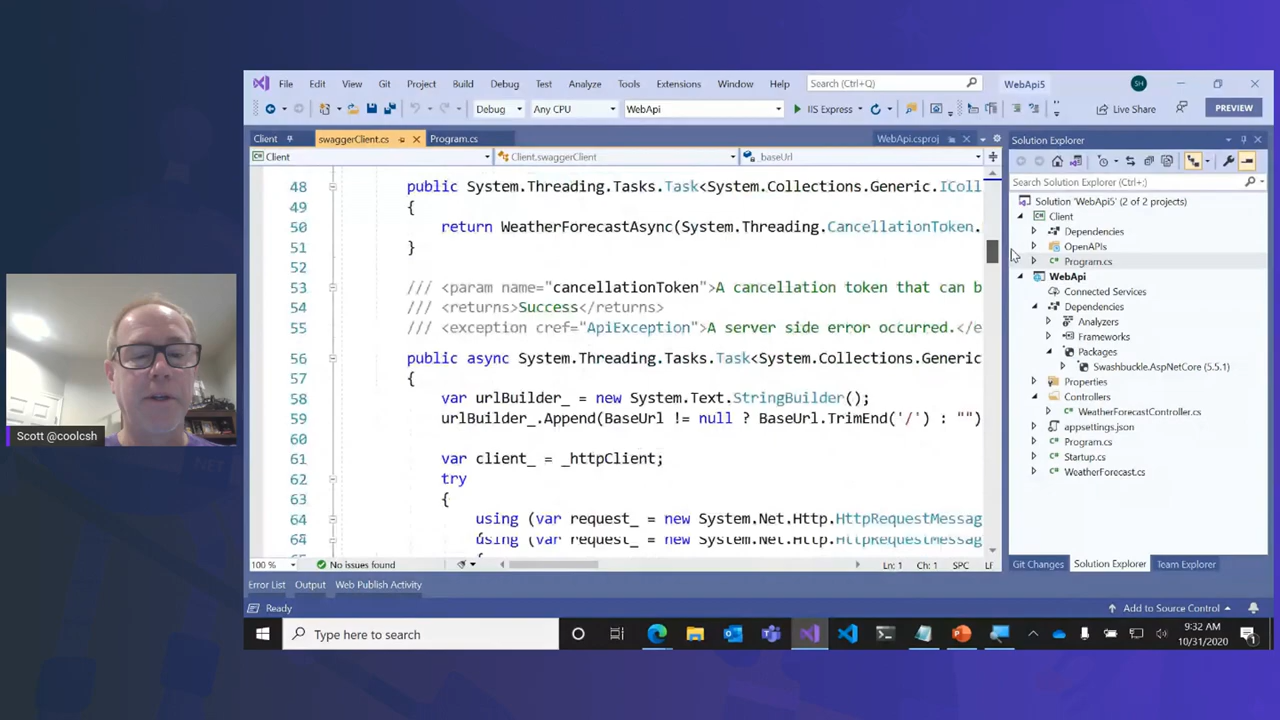 File Edit View Git Project Build Debug Test Analyze Tools Extensions Window Help Search (Ctrl+Q) WebApi5 SH
Debug Any CPU WebApi IIS Express Live Share PREVIEW
Client swaggerClient.cs Program.cs WebApi.csproj
Client Client.swaggerClient _baseUrl
48 public System.Threading.Tasks.Task<System.Collections.Generic.IColl
49 {
50 return WeatherForecastAsync(System.Threading.CancellationToken.
51 }
52
53 /// <param name="cancellationToken">A cancellation token that can b
54 /// <returns>Success</returns>
55 /// <exception cref="ApiException">A server side error occurred.</e
56 public async System.Threading.Tasks.Task<System.Collections.Generic
57 {
58 var urlBuilder_ = new System.Text.StringBuilder();
59 urlBuilder_.Append(BaseUrl != null ? BaseUrl.TrimEnd('/') : "")
60
61 var client_ = _httpClient;
62 try
63 {
64 using (var request_ = new System.Net.Http.HttpRequestMessag
64 using (var request_ = new System.Net.Http.HttpRequestMessag
100 % No issues found Ln: 1 Ch: 1 SPC LF
Solution Explorer
Search Solution Explorer (Ctrl+;)
Solution 'WebApi5' (2 of 2 projects)
Client
Dependencies
OpenAPIs
Program.cs
WebApi
Connected Services
Dependencies
Analyzers
Frameworks
Packages
Swashbuckle.AspNetCore (5.5.1)
Properties
Controllers
WeatherForecastController.cs
appsettings.json
Program.cs
Startup.cs
WeatherForecast.cs
Git Changes Solution Explorer Team Explorer
Error List Output Web Publish Activity
Ready Add to Source Control
Type here to search
9:32 AM
10/31/2020
1
Scott @coolcsh